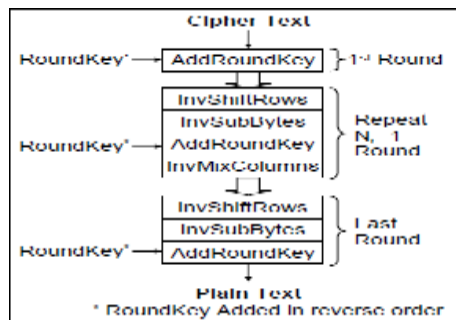 Cipher Text
RoundKey* AddRoundKey 1st Round
InvShiftRows
InvSubBytes Repeat
RoundKey* AddRoundKey N, 1
InvMixColumns Round
InvShiftRows
InvSubBytes Last
RoundKey* AddRoundKey Round
Plain Text
* RoundKey Added in reverse order